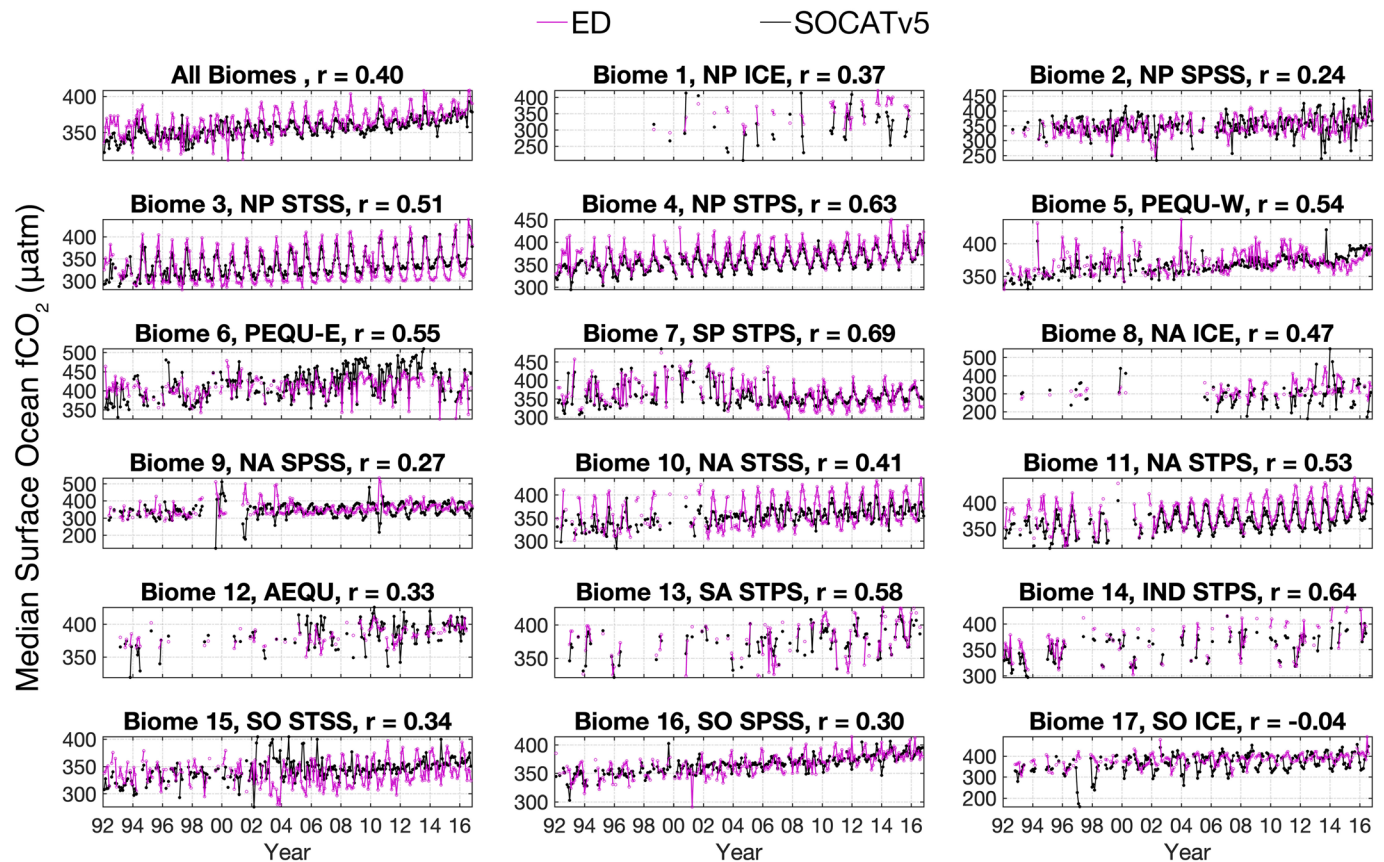 ED SOCATv5
Median Surface Ocean fCO₂ (µatm)
All Biomes , r = 0.40
400
350
Biome 1, NP ICE, r = 0.37
400
350
300
250
Biome 2, NP SPSS, r = 0.24
450
400
350
300
250
Biome 3, NP STSS, r = 0.51
400
350
300
Biome 4, NP STPS, r = 0.63
450
400
350
300
Biome 5, PEQU-W, r = 0.54
400
350
Biome 6, PEQU-E, r = 0.55
500
450
400
350
Biome 7, SP STPS, r = 0.69
450
400
350
300
Biome 8, NA ICE, r = 0.47
500
400
300
200
Biome 9, NA SPSS, r = 0.27
500
400
300
200
Biome 10, NA STSS, r = 0.41
400
350
300
Biome 11, NA STPS, r = 0.53
400
350
Biome 12, AEQU, r = 0.33
400
350
Biome 13, SA STPS, r = 0.58
400
350
Biome 14, IND STPS, r = 0.64
400
350
300
Biome 15, SO STSS, r = 0.34
400
350
300
92 94 96 98 00 02 04 06 08 10 12 14 16
Year
Biome 16, SO SPSS, r = 0.30
400
350
300
92 94 96 98 00 02 04 06 08 10 12 14 16
Year
Biome 17, SO ICE, r = -0.04
400
300
200
92 94 96 98 00 02 04 06 08 10 12 14 16
Year